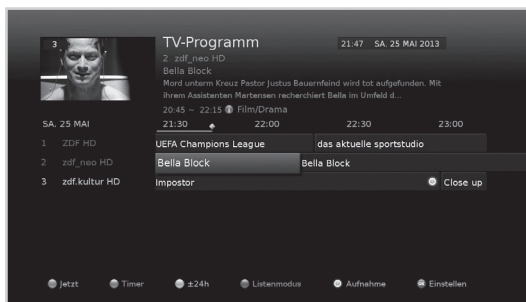 3
TV-Programm
21:47 SA. 25 MAI 2013
2 zdf_neo HD
Bella Block
Mord unterm Kreuz Pastor Justus Bauernfeind wird tot aufgefunden. Mit
ihrem Assistenten Martensen recherchiert Bella im Umfeld d...
20:45 ~ 22:15 Film/Drama
SA. 25 MAI 21:30 22:00 22:30 23:00
1 ZDF HD UEFA Champions League das aktuelle sportstudio
2 zdf_neo HD Bella Block Bella Block
3 zdf.kultur HD Impostor Close up
Jetzt Timer ±24h Listenmodus Aufnahme Einstellen